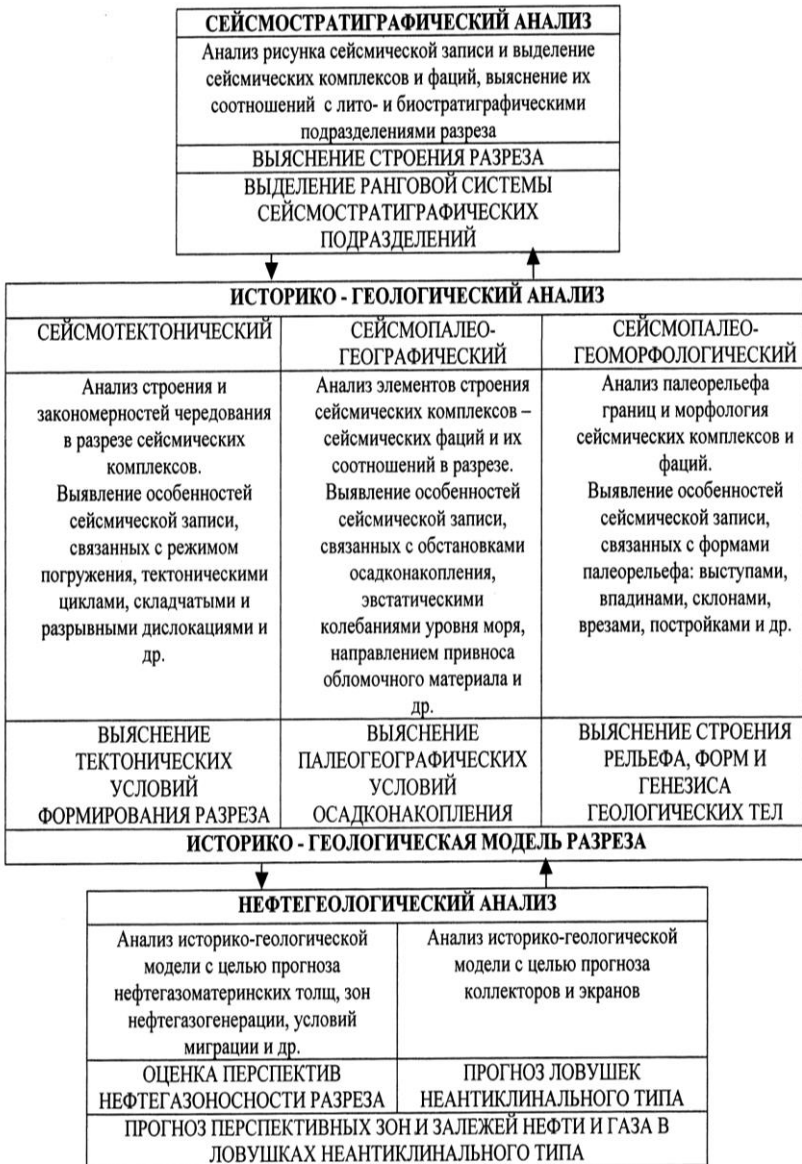 СЕЙСМОСТРАТИГРАФИЧЕСКИЙ АНАЛИЗ
Анализ рисунка сейсмической записи и выделение
сейсмических комплексов и фаций, выяснение их
соотношений с лито- и биостратиграфическими
подразделениями разреза
ВЫЯСНЕНИЕ СТРОЕНИЯ РАЗРЕЗА
ВЫДЕЛЕНИЕ РАНГОВОЙ СИСТЕМЫ
СЕЙСМОСТРАТИГРАФИЧЕСКИХ
ПОДРАЗДЕЛЕНИЙ
ИСТОРИКО - ГЕОЛОГИЧЕСКИЙ АНАЛИЗ
СЕЙСМОТЕКТОНИЧЕСКИЙ
Анализ строения и
закономерностей чередования
в разрезе сейсмических
комплексов.
Выявление особенностей
сейсмической записи,
связанных с режимом
погружения, тектоническими
циклами, складчатыми и
разрывными дислокациями и
др.
ВЫЯСНЕНИЕ
ТЕКТОНИЧЕСКИХ
УСЛОВИЙ
ФОРМИРОВАНИЯ РАЗРЕЗА
СЕЙСМОПАЛЕО-
ГЕОГРАФИЧЕСКИЙ
Анализ элементов строения
сейсмических комплексов –
сейсмических фаций и их
соотношений в разрезе.
Выявление особенностей
сейсмической записи,
связанных с обстановками
осадконакопления,
эвстатическими
колебаниями уровня моря,
направлением привноса
обломочного материала и
др.
ВЫЯСНЕНИЕ
ПАЛЕОГЕОГРАФИЧЕСКИХ
УСЛОВИЙ
ОСАДКОНАКОПЛЕНИЯ
СЕЙСМОПАЛЕО-
ГЕОМОРФОЛОГИЧЕСКИЙ
Анализ палеорельефа
границ и морфология
сейсмических комплексов и
фаций.
Выявление особенностей
сейсмической записи,
связанных с формами
палеорельефа: выступами,
впадинами, склонами,
врезами, постройками и др.
ВЫЯСНЕНИЕ СТРОЕНИЯ
РЕЛЬЕФА, ФОРМ И
ГЕНЕЗИСА
ГЕОЛОГИЧЕСКИХ ТЕЛ
ИСТОРИКО - ГЕОЛОГИЧЕСКАЯ МОДЕЛЬ РАЗРЕЗА
НЕФТЕГЕОЛОГИЧЕСКИЙ АНАЛИЗ
Анализ историко-геологической
модели с целью прогноза
нефтегазоматеринских толщ, зон
нефтегазогенерации, условий
миграции и др.
ОЦЕНКА ПЕРСПЕКТИВ
НЕФТЕГАЗОНОСНОСТИ РАЗРЕЗА
Анализ историко-геологической
модели с целью прогноза
коллекторов и экранов
ПРОГНОЗ ЛОВУШЕК
НЕАНТИКЛИНАЛЬНОГО ТИПА
ПРОГНОЗ ПЕРСПЕКТИВНЫХ ЗОН И ЗАЛЕЖЕЙ НЕФТИ И ГАЗА В
ЛОВУШКАХ НЕАНТИКЛИНАЛЬНОГО ТИПА